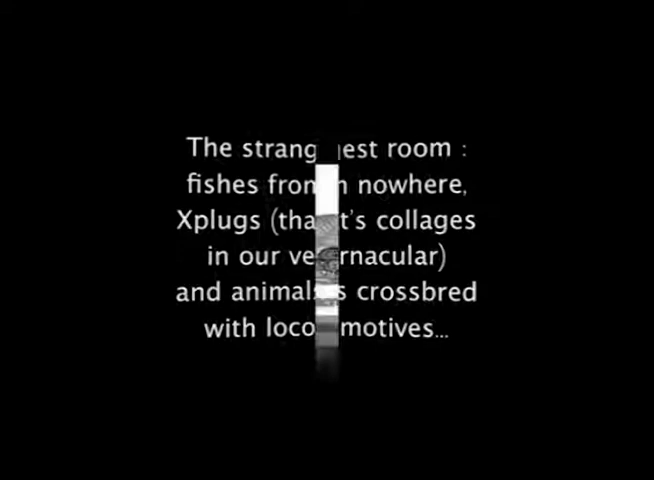 The strangest room :
fishes from nowhere,
Xplugs (that's collages
in our vernacular)
and animals crossbred
with locomotives...